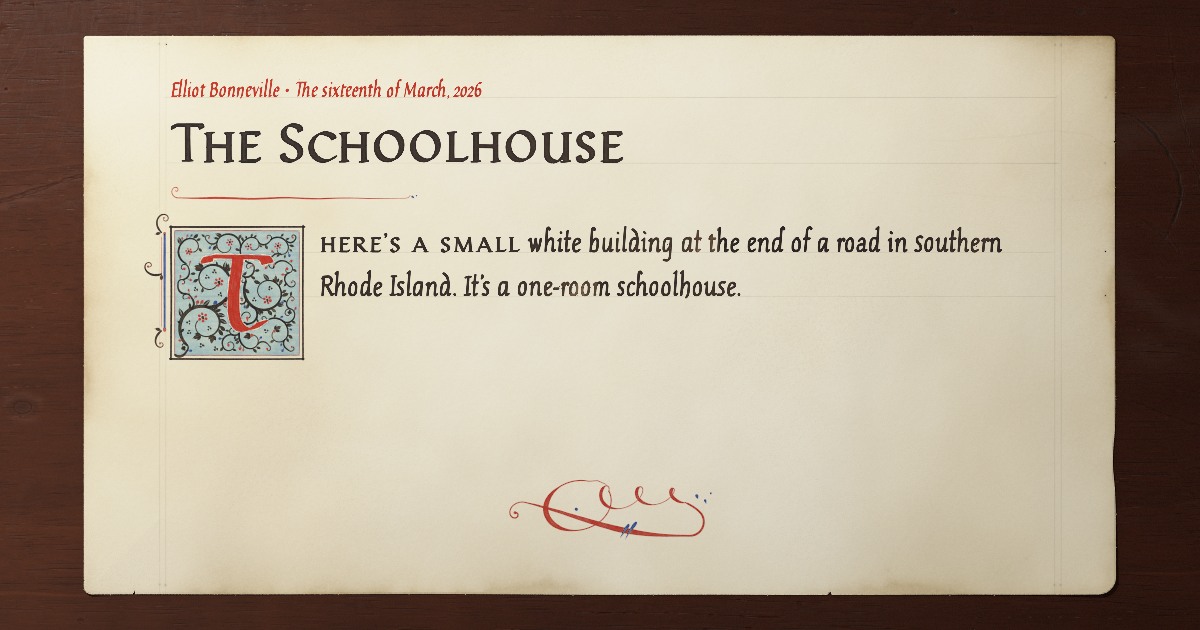 Elliot Bonneville • The sixteenth of March, 2026
The Schoolhouse
There's a small white building at the end of a road in southern
Rhode Island. It's a one-room schoolhouse.